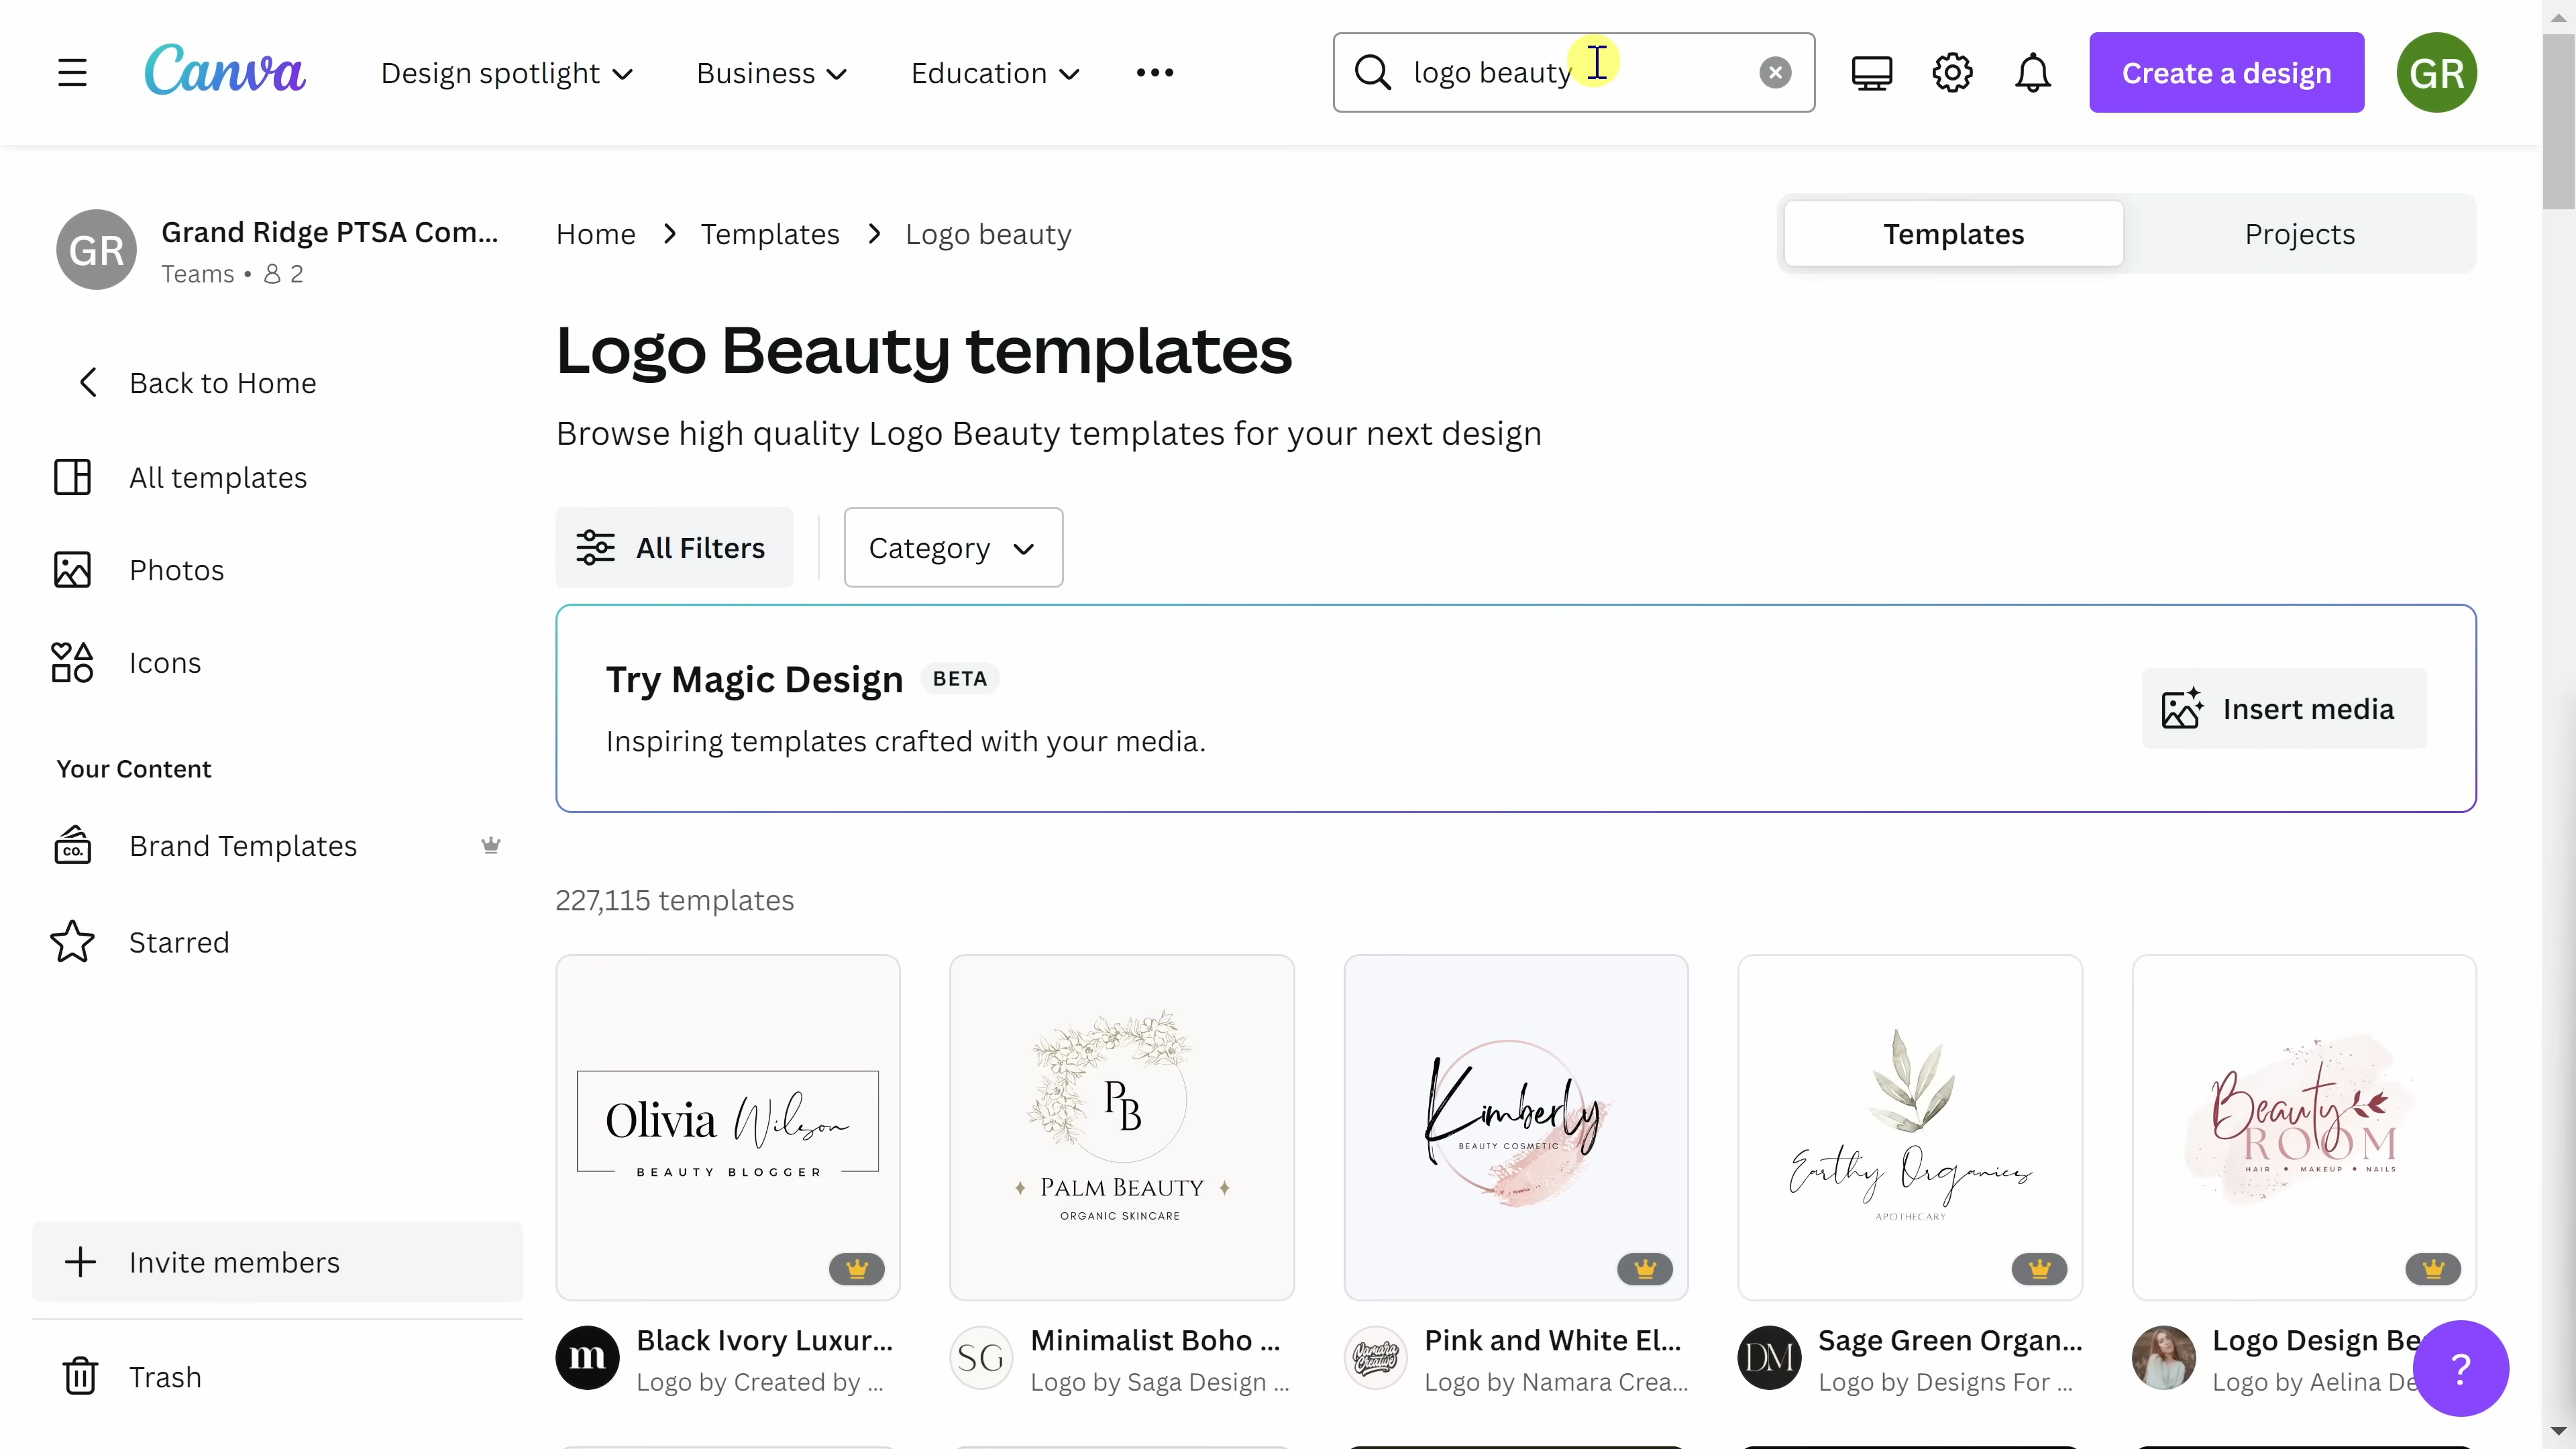 Canva
Design spotlight
Business
Education
logo beauty
Create a design
GR
GR
Grand Ridge PTSA Com...
Teams • 2
Home > Templates > Logo beauty
Templates
Projects
Back to Home
All templates
Photos
Icons
Your Content
co.
Brand Templates
Starred
Invite members
Trash
Logo Beauty templates
Browse high quality Logo Beauty templates for your next design
All Filters
Category
Try Magic Design BETA
Inspiring templates crafted with your media.
Insert media
227,115 templates
Olivia Wilson
BEAUTY BLOGGER
PB
PALM BEAUTY
ORGANIC SKINCARE
Kimberly
BEAUTY COSMETIC
Earthy Organics
APOTHECARY
Beauty
ROOM
HAIR • MAKEUP • NAILS
m
Black Ivory Luxur...
Logo by Created by ...
SG
Minimalist Boho ...
Logo by Saga Design ...
Namara Creative
Pink and White El...
Logo by Namara Crea...
DM
Sage Green Organ...
Logo by Designs For ...
Logo Design Be
Logo by Aelina De
?